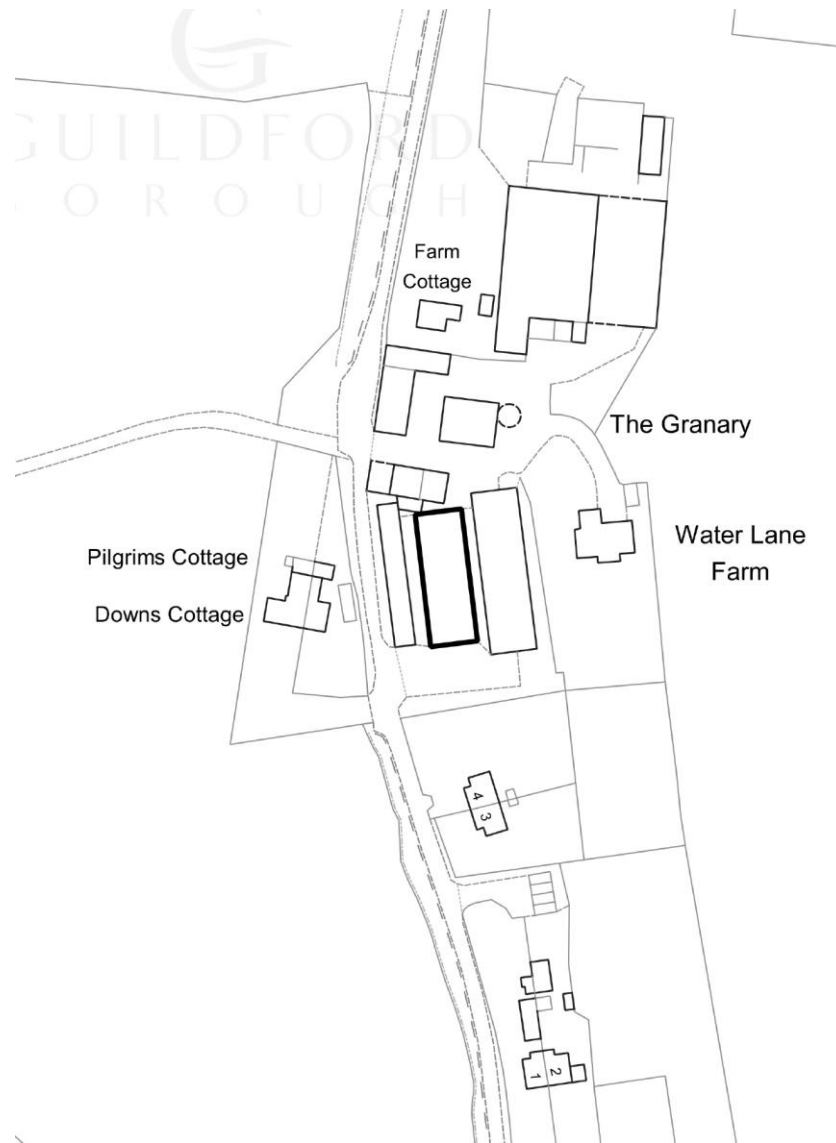 GUILDFORD
BOROUGH
Farm
Cottage
The Granary
Water Lane
Farm
Pilgrims Cottage
Downs Cottage
4
3
2
1